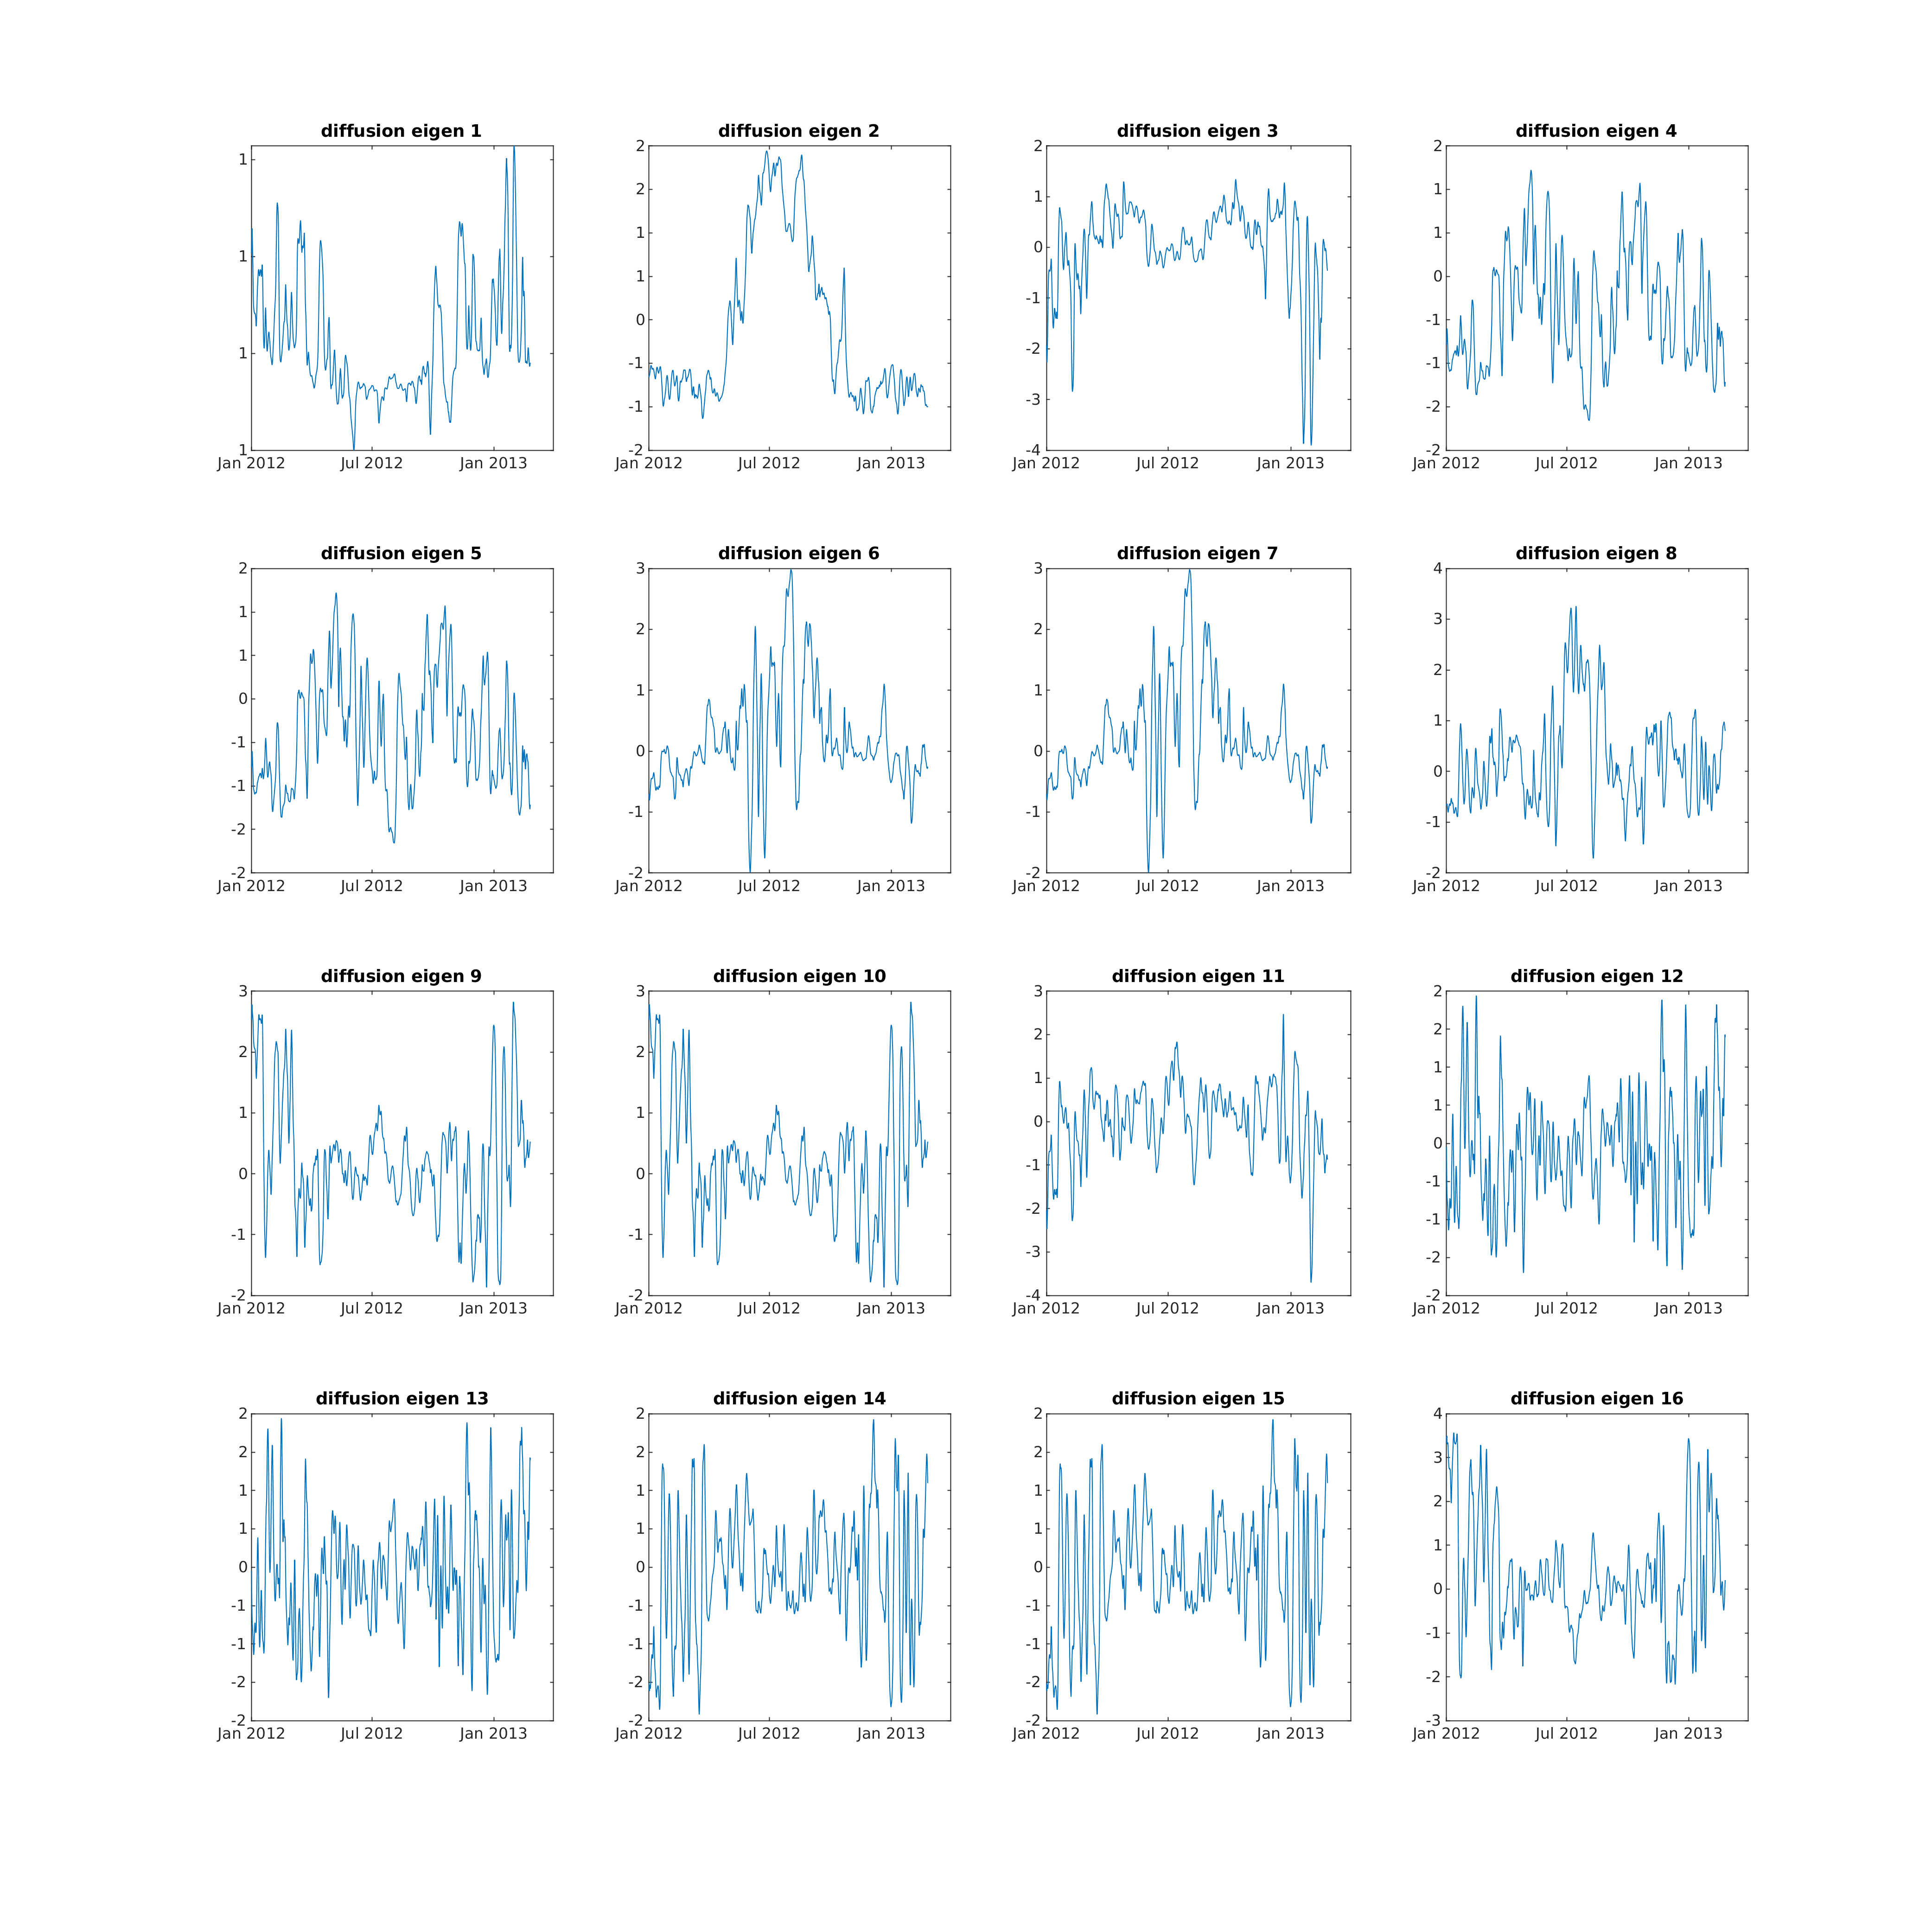 diffusion eigen 1 diffusion eigen 2 diffusion eigen 3 diffusion eigen 4
1 2 2 2
2 1
1 1 1 1
1 0 0
0 -1 -1
1 -1 -2 -1
-1 -3 -2
1 -2 -4 -2
Jan 2012 Jul 2012 Jan 2013 Jan 2012 Jul 2012 Jan 2013 Jan 2012 Jul 2012 Jan 2013 Jan 2012 Jul 2012 Jan 2013
diffusion eigen 5 diffusion eigen 6 diffusion eigen 7 diffusion eigen 8
2 3 3 4
1 2 2 3
1 1 1 2
0 1
-1 0 0 0
-1 -1 -1 -1
-2
-2 -2 -2 -2
Jan 2012 Jul 2012 Jan 2013 Jan 2012 Jul 2012 Jan 2013 Jan 2012 Jul 2012 Jan 2013 Jan 2012 Jul 2012 Jan 2013
diffusion eigen 9 diffusion eigen 10 diffusion eigen 11 diffusion eigen 12
3 3 3 2
2 2 2 2
1 1 1 1
1
0 0 0 0
-1 -1 -1 -1
-2 -1
-3 -2
-2 -2 -4 -2
Jan 2012 Jul 2012 Jan 2013 Jan 2012 Jul 2012 Jan 2013 Jan 2012 Jul 2012 Jan 2013 Jan 2012 Jul 2012 Jan 2013
diffusion eigen 13 diffusion eigen 14 diffusion eigen 15 diffusion eigen 16
2 2 2 4
2 2 2 3
1 1 1 2
1 1 1 1
0 0 0 0
-1 -1 -1 -1
-1 -1 -1 -2
-2 -2 -2
-2 -2 -2 -3
Jan 2012 Jul 2012 Jan 2013 Jan 2012 Jul 2012 Jan 2013 Jan 2012 Jul 2012 Jan 2013 Jan 2012 Jul 2012 Jan 2013